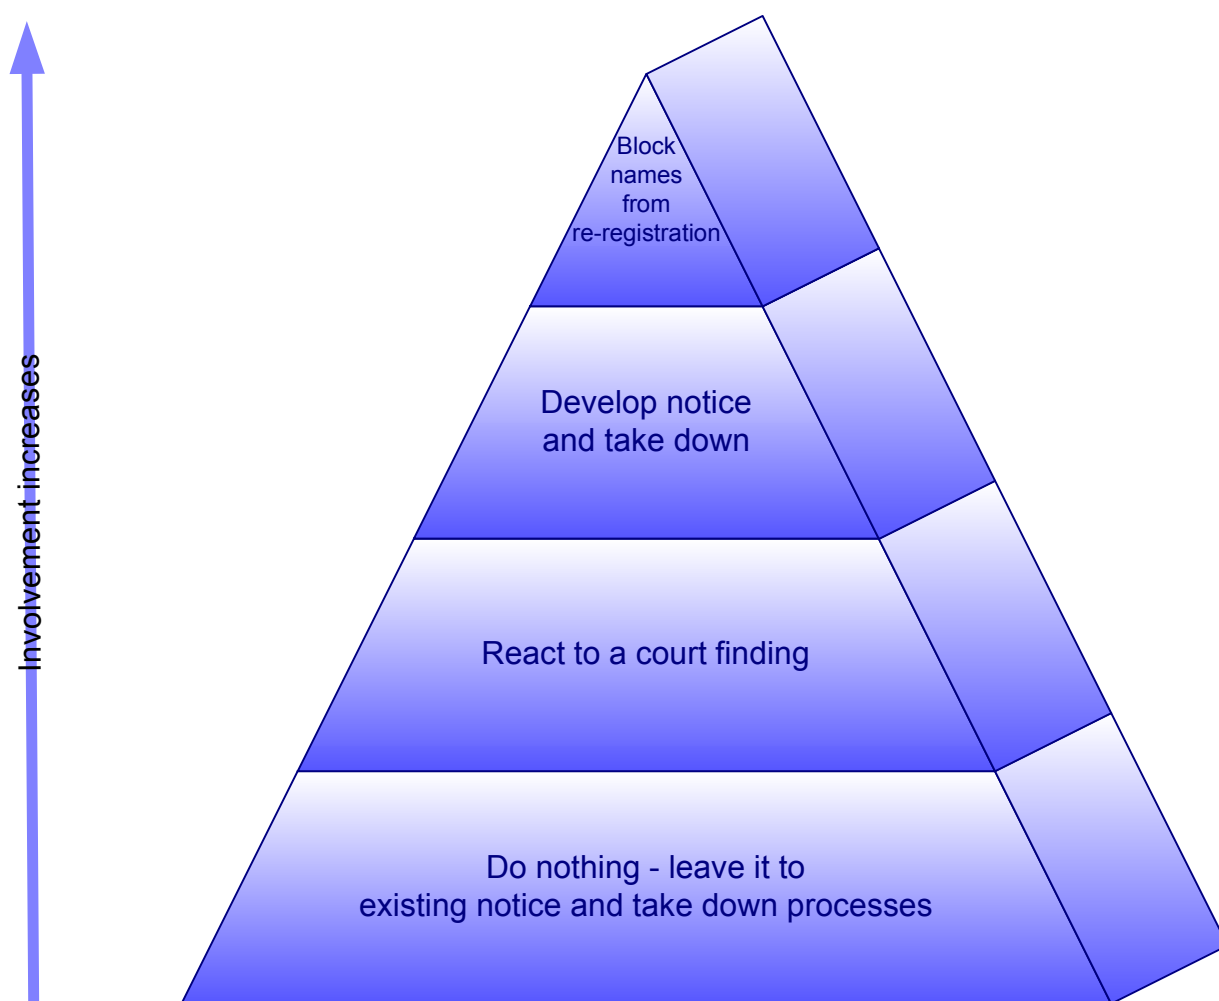 Block
names
from
re-registration
Develop notice
and take down
React to a court finding
Do nothing - leave it to
existing notice and take down processes
Involvement increases